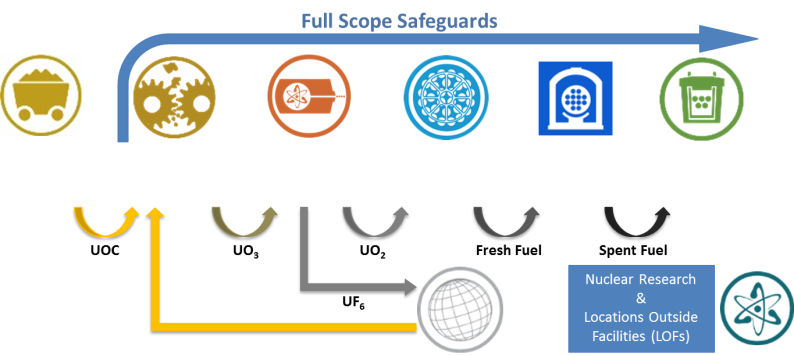 Full Scope Safeguards
UOC
UO₃
UO₂
Fresh Fuel
Spent Fuel
UF₆
Nuclear Research
&
Locations Outside
Facilities (LOFs)